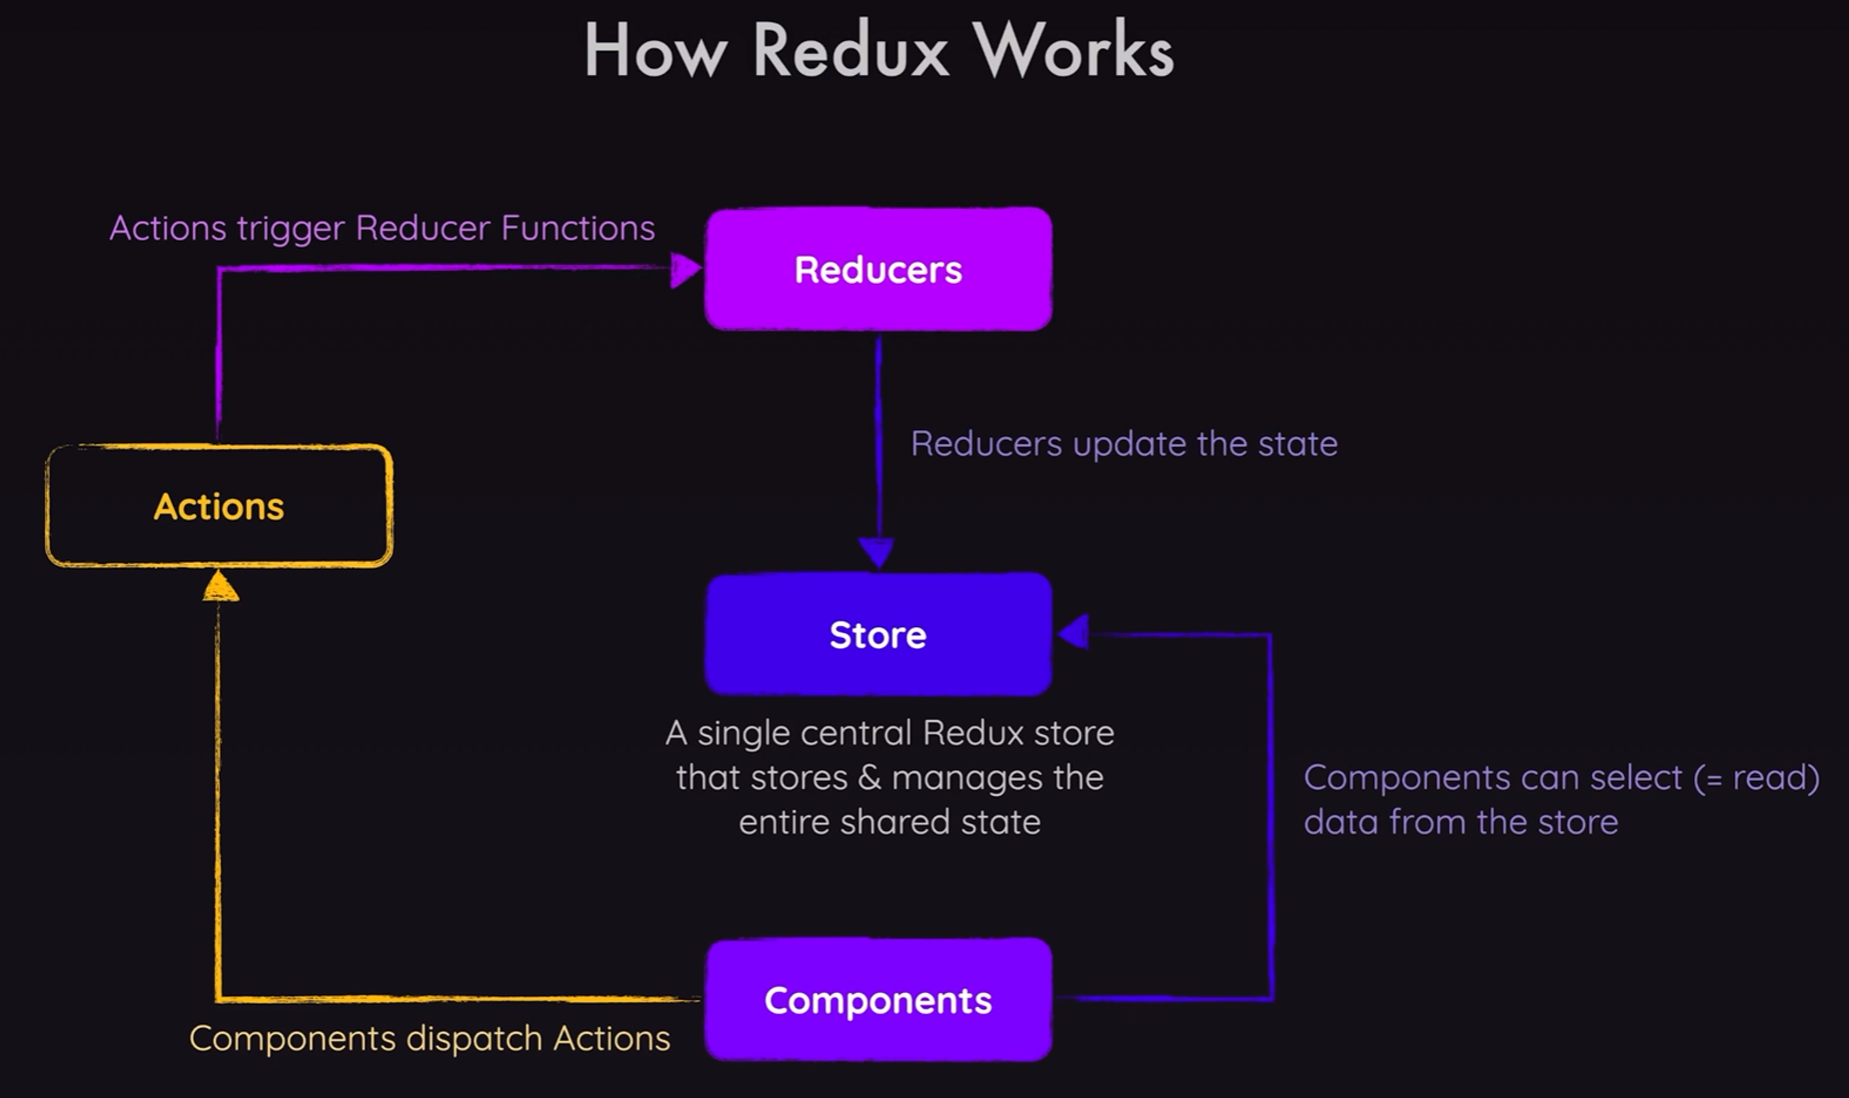 How Redux Works
Actions trigger Reducer Functions
Reducers
Reducers update the state
Actions
Store
A single central Redux store
that stores & manages the
entire shared state
Components can select (= read)
data from the store
Components
Components dispatch Actions